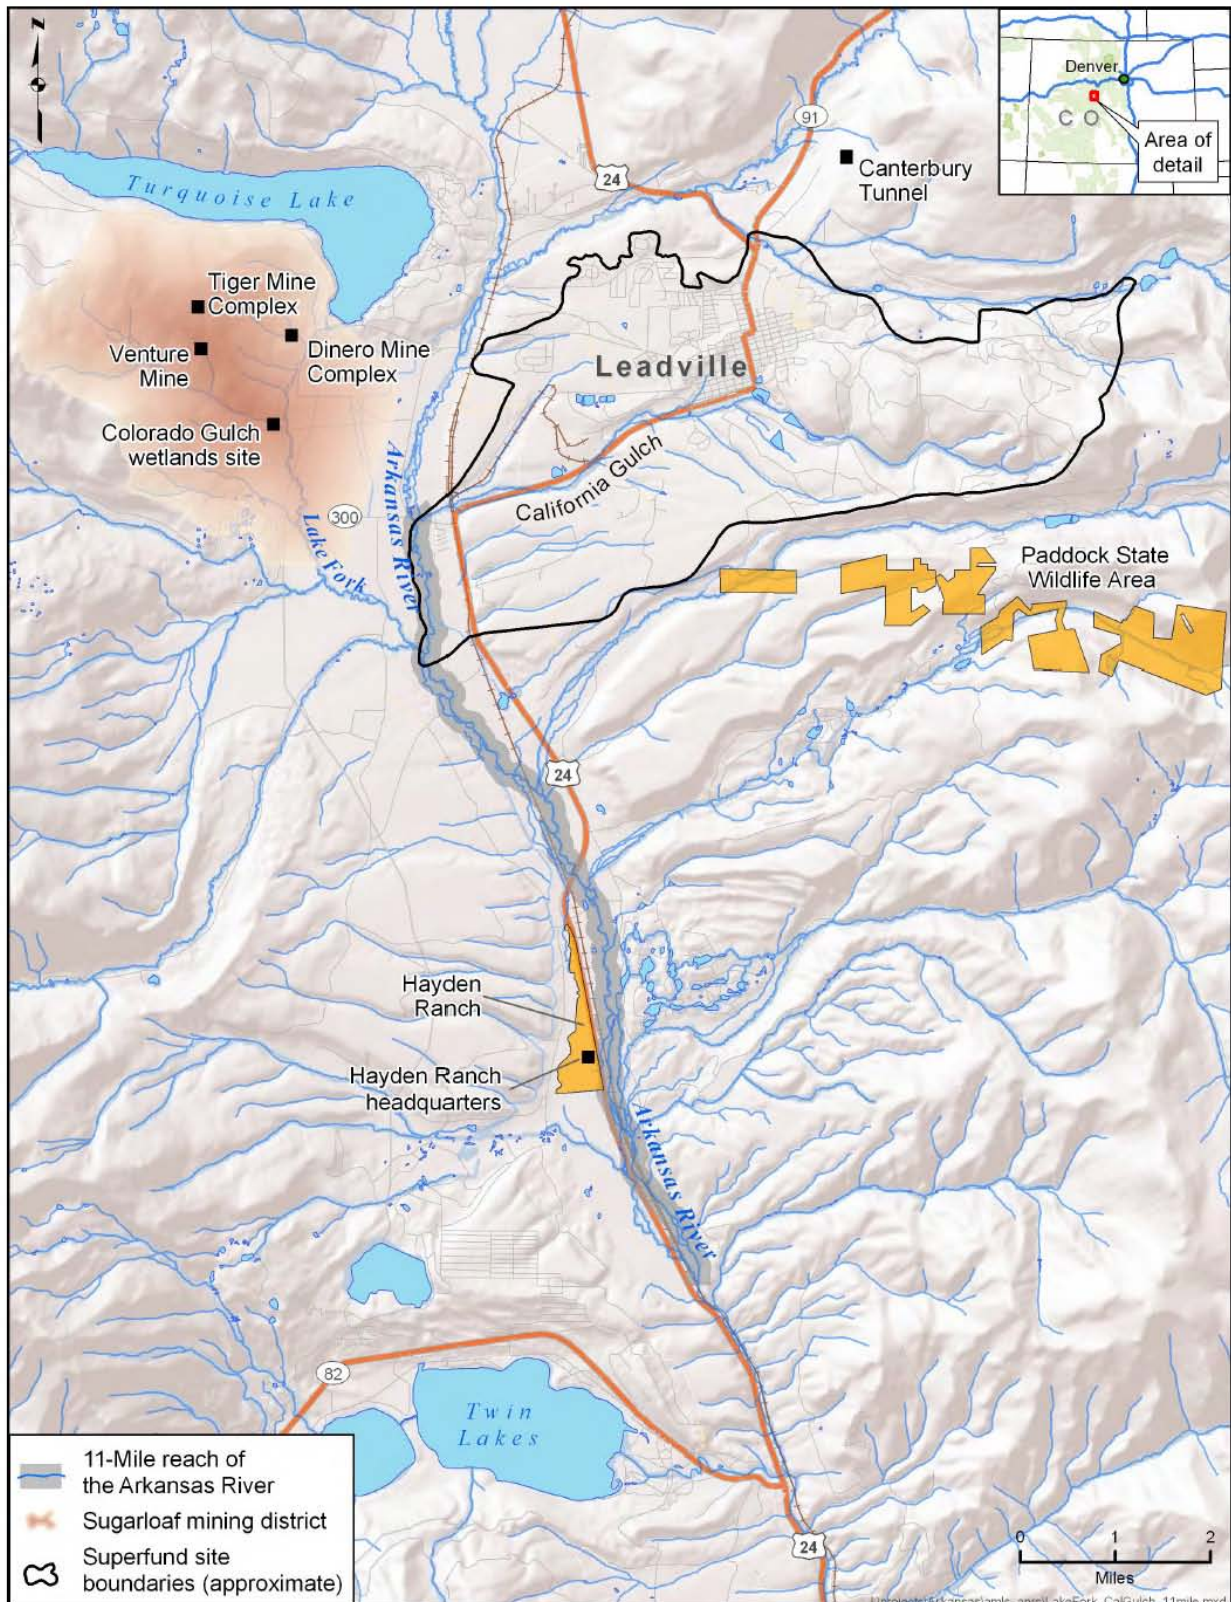 N
Denver
C O
Area of
detail
91
Canterbury
Tunnel
24
Turquoise Lake
Tiger Mine
Complex
Venture
Mine
Dinero Mine
Complex
Leadville
Colorado Gulch
wetlands site
Arkansas River
California Gulch
300
Lake Fork
Paddock State
Wildlife Area
24
Hayden
Ranch
Hayden Ranch
headquarters
Arkansas River
82
Twin
Lakes
11-Mile reach of
the Arkansas River
Sugarloaf mining district
Superfund site
boundaries (approximate)
24
0 1 2
Miles